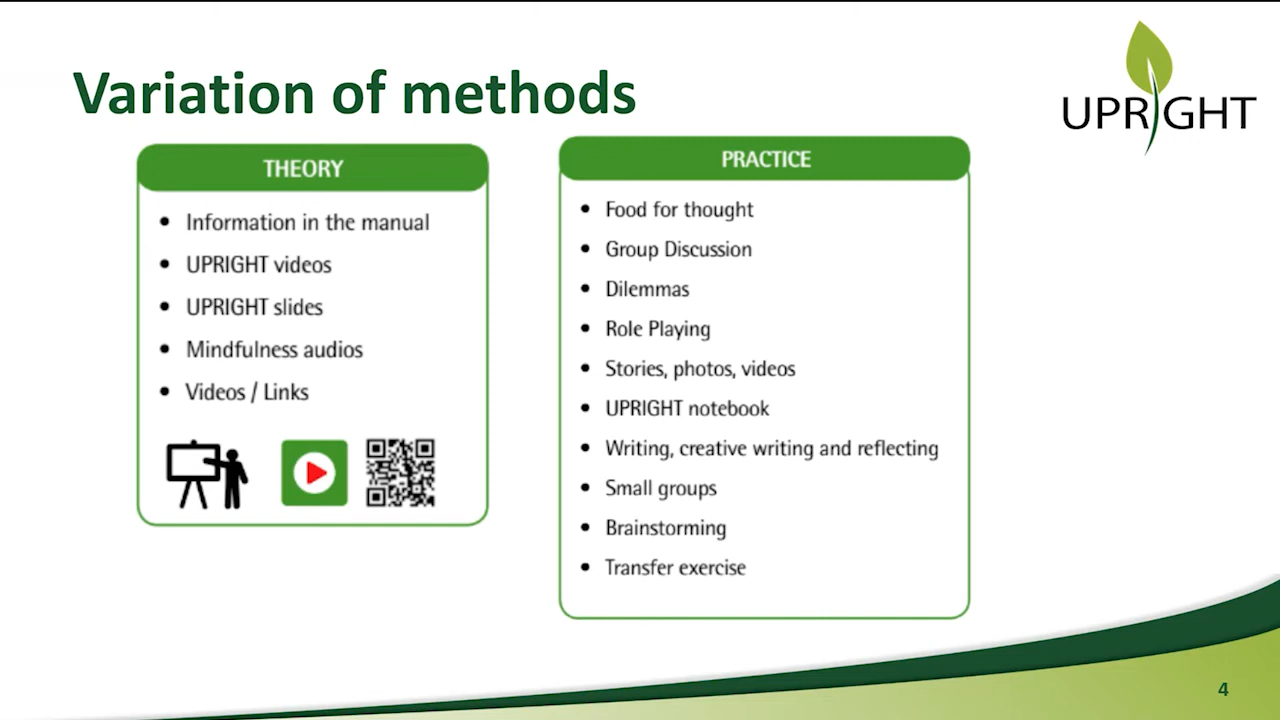 Variation of methods
UPRIGHT
THEORY
• Information in the manual
• UPRIGHT videos
• UPRIGHT slides
• Mindfulness audios
• Videos / Links
PRACTICE
• Food for thought
• Group Discussion
• Dilemmas
• Role Playing
• Stories, photos, videos
• UPRIGHT notebook
• Writing, creative writing and reflecting
• Small groups
• Brainstorming
• Transfer exercise
4